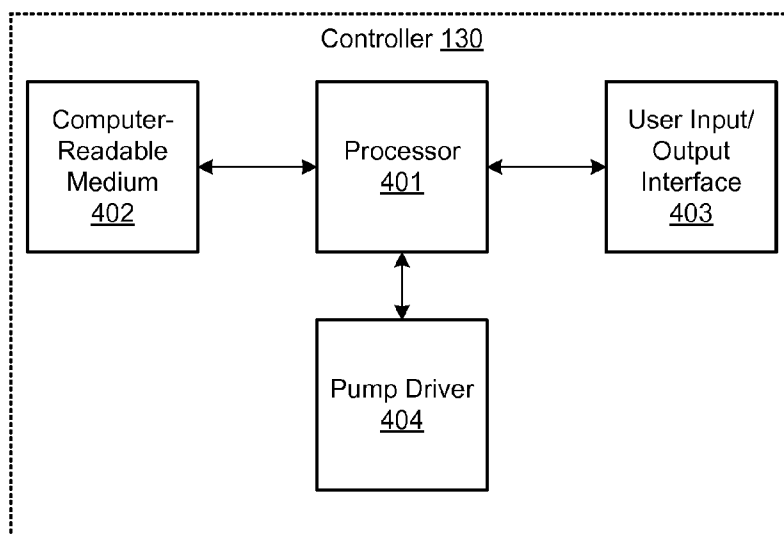 Controller 130
Computer-
Readable
Medium
402
Processor
401
User Input/
Output
Interface
403
Pump Driver
404